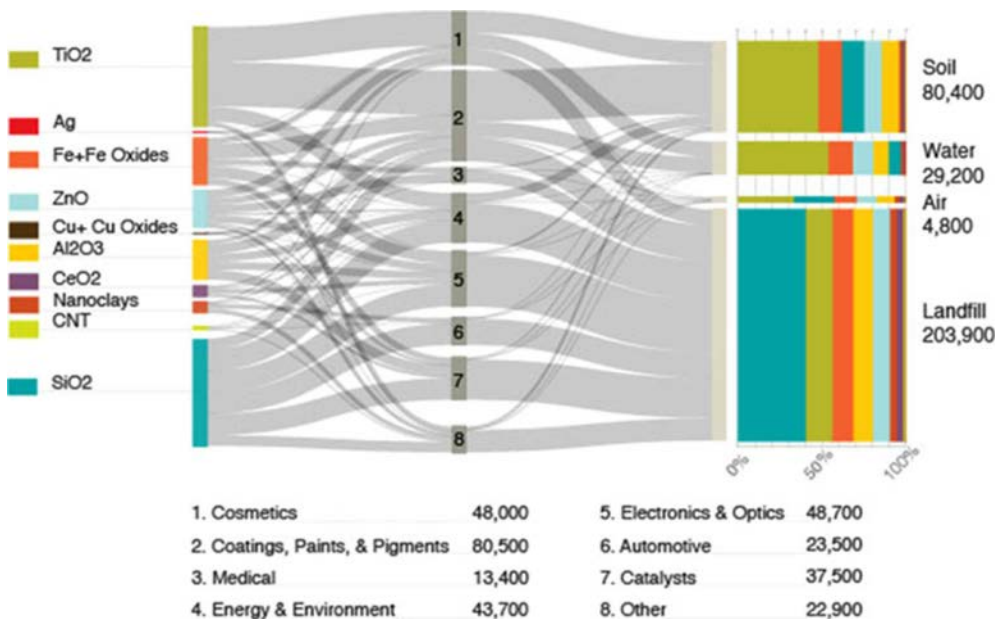 TiO2
Ag
Fe+Fe Oxides
ZnO
Cu+ Cu Oxides
Al2O3
CeO2
Nanoclays
CNT
SiO2
1
2
3
4
5
6
7
8
Soil
80,400
Water
29,200
Air
4,800
Landfill
203,900
0%
50%
100%
1. Cosmetics 48,000
2. Coatings, Paints, & Pigments 80,500
3. Medical 13,400
4. Energy & Environment 43,700
5. Electronics & Optics 48,700
6. Automotive 23,500
7. Catalysts 37,500
8. Other 22,900